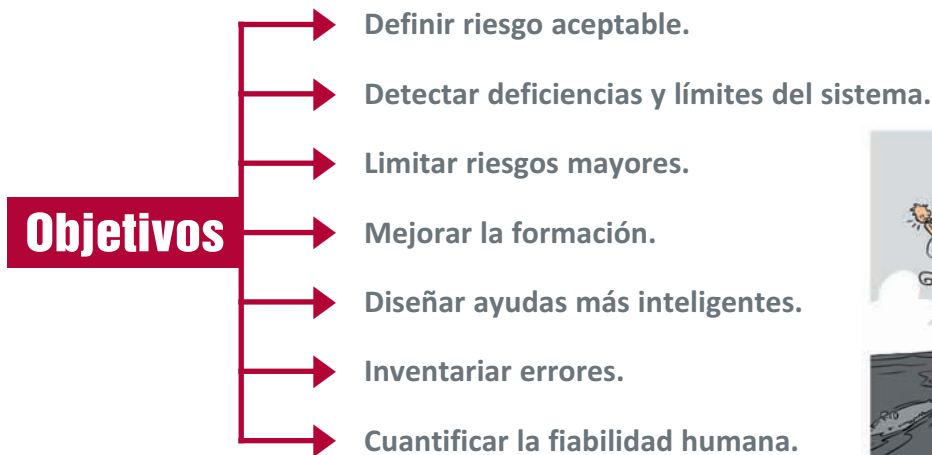 Definir riesgo aceptable.
Detectar deficiencias y límites del sistema.
Limitar riesgos mayores.
Objetivos
Mejorar la formación.
Diseñar ayudas más inteligentes.
Inventariar errores.
Cuantificar la fiabilidad humana.